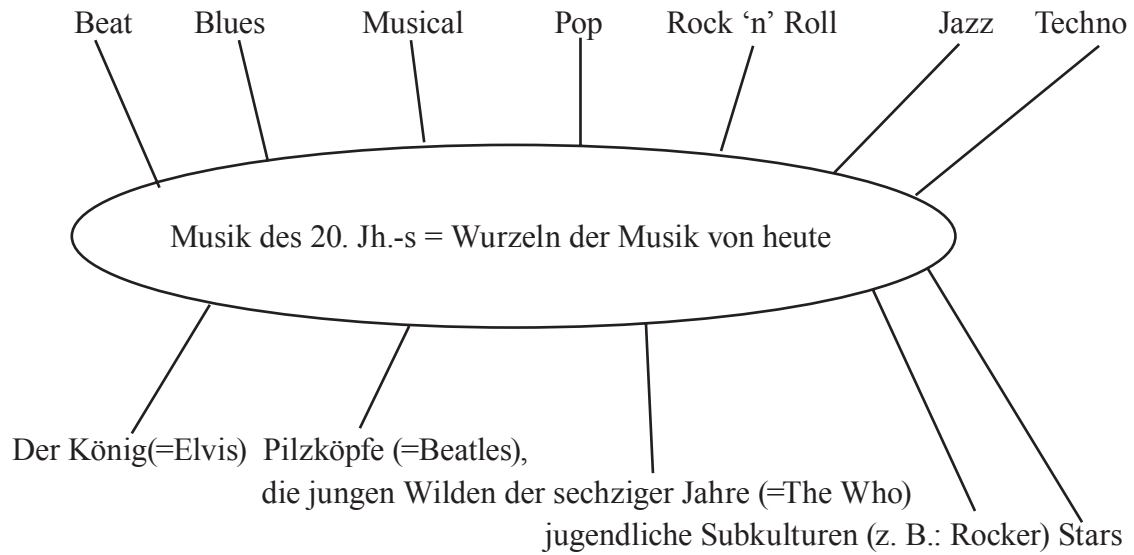 Beat Blues Musical Pop Rock ‘n’ Roll Jazz Techno
Musik des 20. Jh.-s = Wurzeln der Musik von heute
Der König(=Elvis) Pilzköpfe (=Beatles),
die jungen Wilden der sechziger Jahre (=The Who)
jugendliche Subkulturen (z. B.: Rocker) Stars